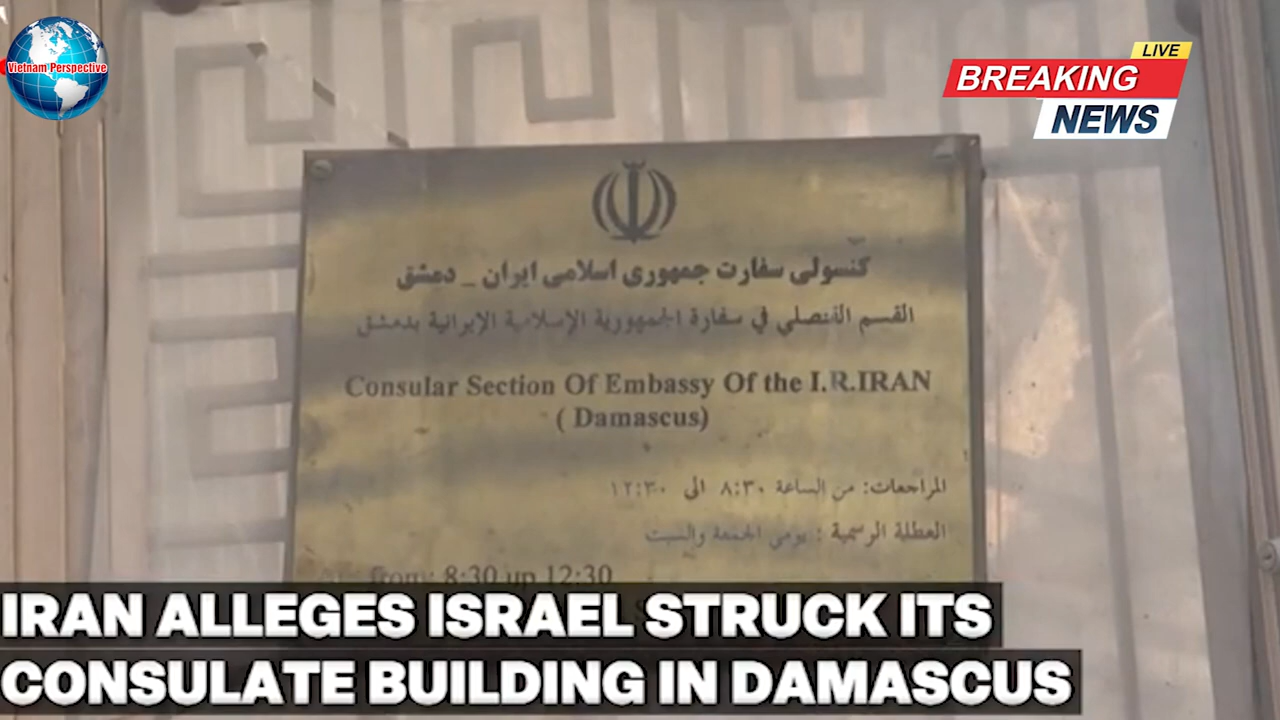 Vietnam Perspective
LIVE
BREAKING
NEWS
کنسولی سفارت جمهوری اسلامی ایران _ دمشق
القسم القنصلي في سفارة الجمهورية الإسلامية الإيرانية بدمشق
Consular Section Of Embassy Of the I.R.IRAN
( Damascus)
المراجعات: من الساعة ٨:٣٠ الى ١٢:٣٠
العطلة الرسمية : يومي الجمعة والسبت
from: 8:30 up 12:30
IRAN ALLEGES ISRAEL STRUCK ITS
CONSULATE BUILDING IN DAMASCUS